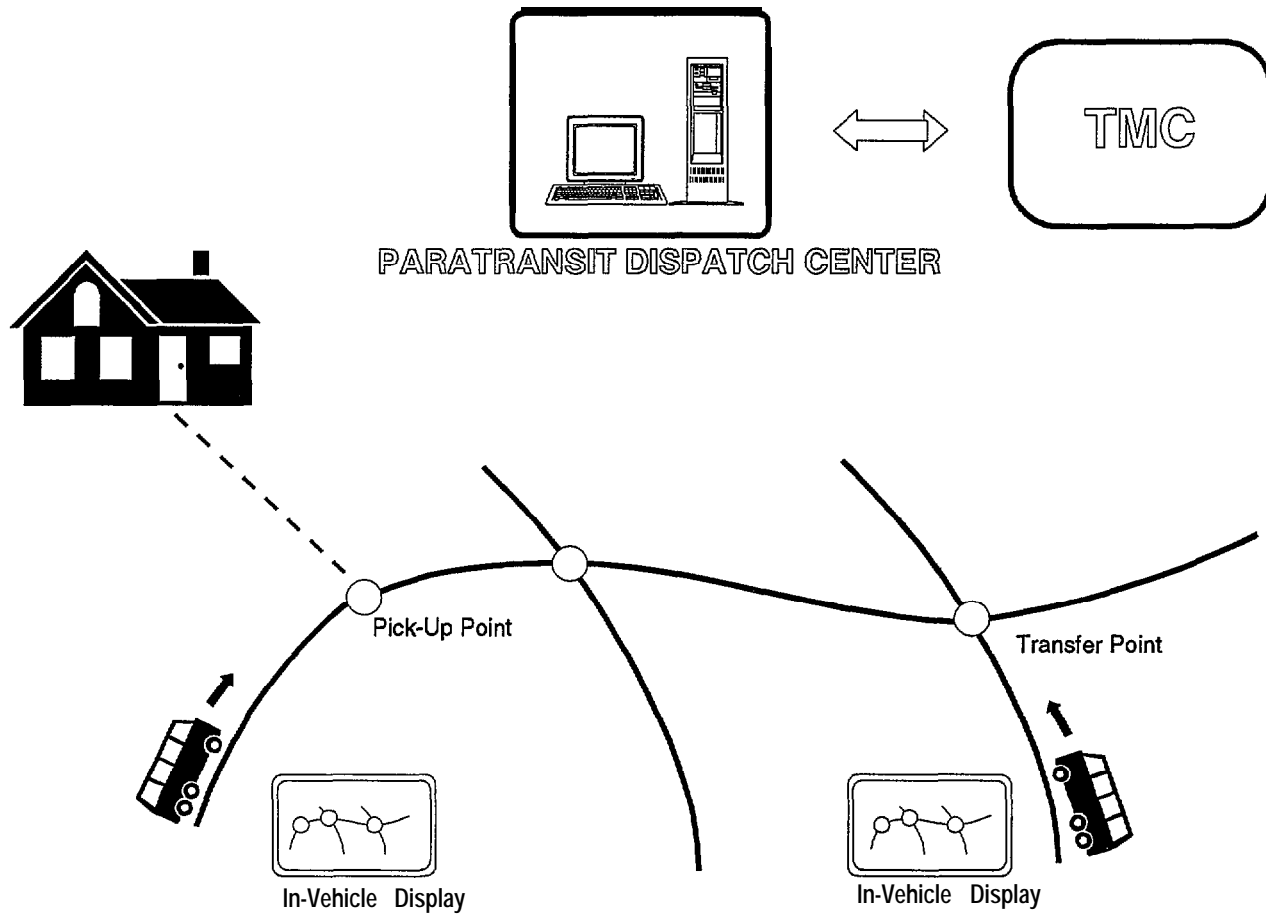 TMC
PARATRANSIT DISPATCH CENTER
Pick-Up Point
Transfer Point
In-Vehicle Display
In-Vehicle Display